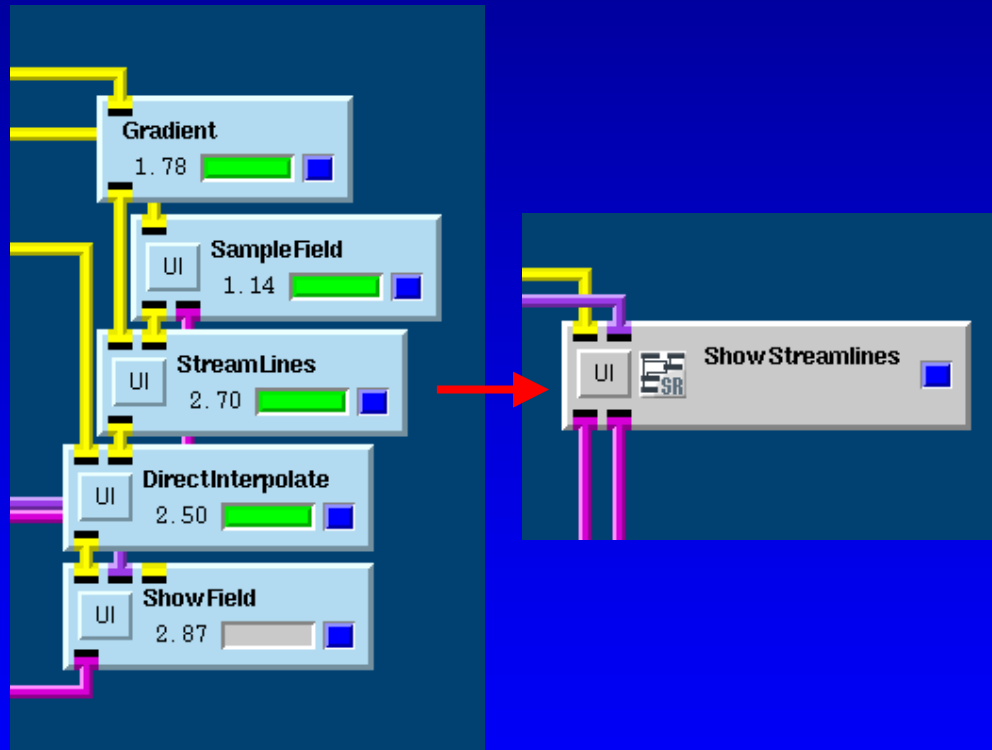 Gradient
1.78
SampleField
UI
1.14
StreamLines
UI
2.70
DirectInterpolate
UI
2.50
ShowField
UI
2.87
ShowStreamlines
UI
SR